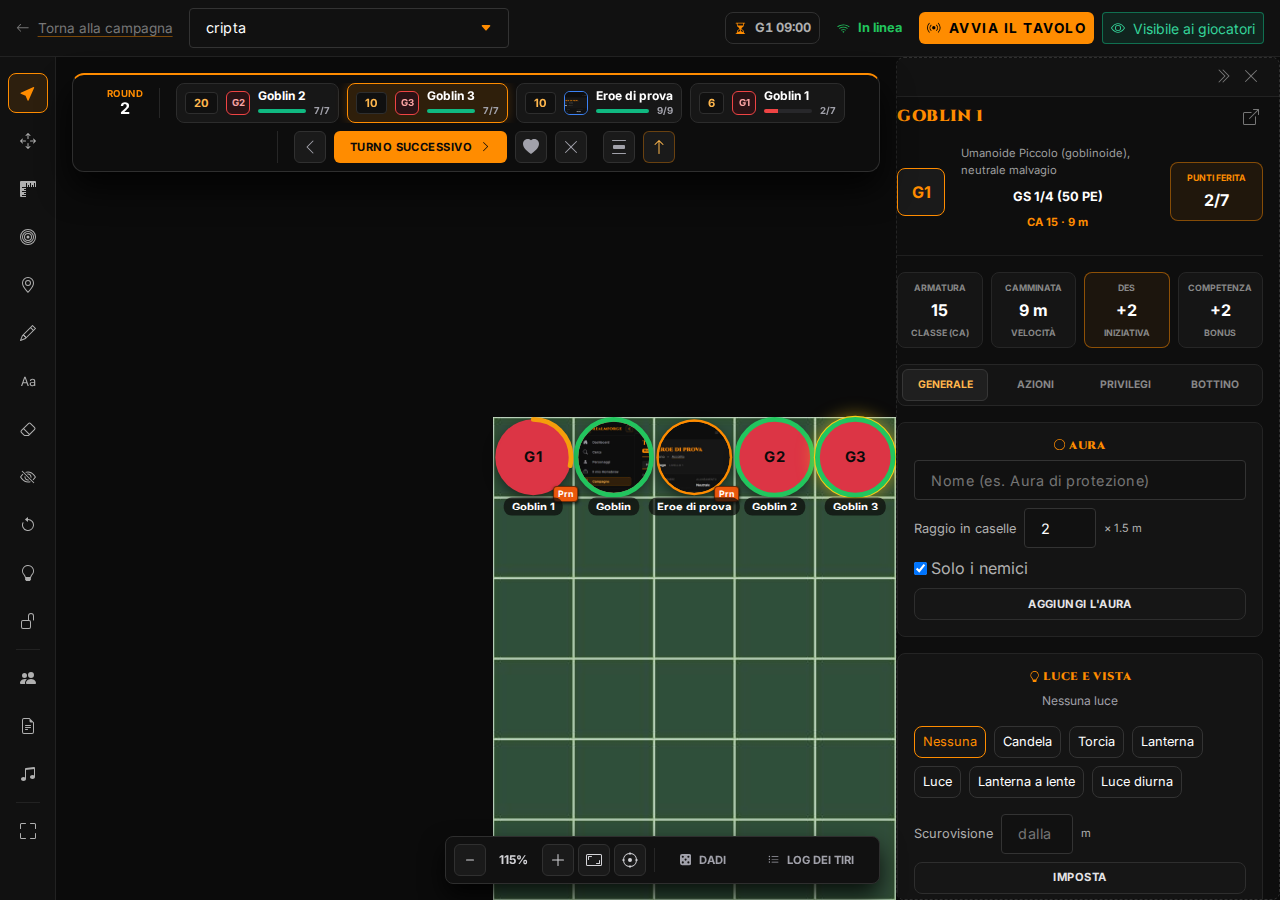 Torna alla campagna
cripta
G1 09:00
In linea
AVVIA IL TAVOLO
Visibile ai giocatori
ROUND
2
20 G2 Goblin 2 7/7
10 G3 Goblin 3 7/7
10 Eroe di prova 9/9
6 G1 Goblin 1 2/7
TURNO SUCCESSIVO
Aa
G1
G2
G3
EROE DI PROVA
Prn
Prn
Goblin 1
Goblin
Eroe di prova
Goblin 2
Goblin 3
115%
DADI
LOG DEI TIRI
GOBLIN 1
G1
Umanoide Piccolo (goblinoide),
neutrale malvagio
GS 1/4 (50 PE)
CA 15 · 9 m
PUNTI FERITA
2/7
ARMATURA
15
CLASSE (CA)
CAMMINATA
9 m
VELOCITÀ
DES
+2
INIZIATIVA
COMPETENZA
+2
BONUS
GENERALE
AZIONI
PRIVILEGI
BOTTINO
AURA
Nome (es. Aura di protezione)
Raggio in caselle 2 × 1.5 m
Solo i nemici
AGGIUNGI L'AURA
LUCE E VISTA
Nessuna luce
Nessuna
Candela
Torcia
Lanterna
Luce
Lanterna a lente
Luce diurna
Scurovisione dalla m
IMPOSTA